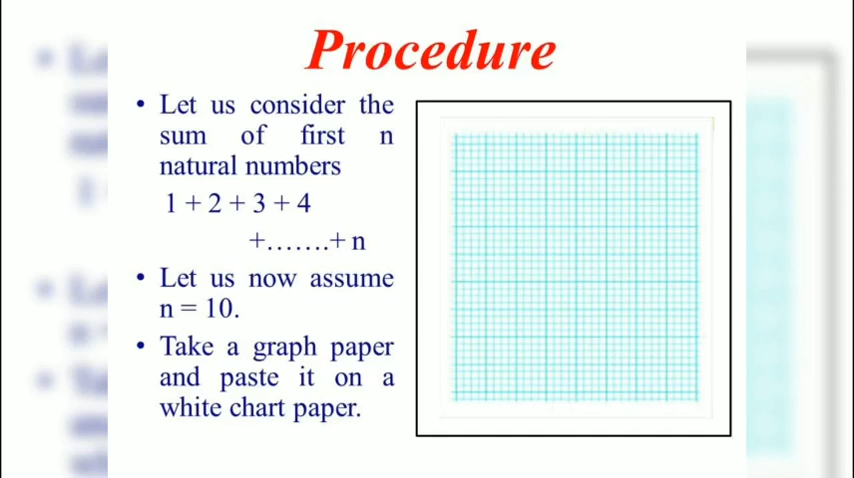 Procedure
• Let us consider the
sum of first n
natural numbers
1 + 2 + 3 + 4
+.......+ n
• Let us now assume
n = 10.
• Take a graph paper
and paste it on a
white chart paper.